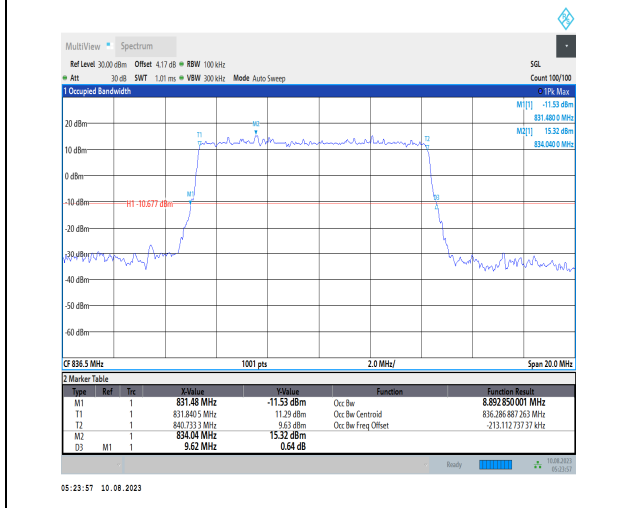 MultiView Spectrum
Ref Level 30.00 dBm Offset 4.17 dB RBW 100 kHz SGL
Att 30 dB SWT 1.01 ms VBW 300 kHz Mode Auto Sweep Count 100/100
1 Occupied Bandwidth 1Pk Max
M1[1] -11.53 dBm
831.4800 MHz
M2[1] 15.32 dBm
834.0400 MHz
20 dBm
M2
T1
T2
10 dBm
0 dBm
M1
D3
-10 dBm
H1 -10.677 dBm
-20 dBm
-30 dBm
-40 dBm
-50 dBm
-60 dBm
CF 836.5 MHz 1001 pts 2.0 MHz/ Span 20.0 MHz
2 Marker Table
Type Ref Trc X-Value Y-Value Function Function Result
M1 1 831.48 MHz -11.53 dBm Occ Bw 8.892 850 001 MHz
T1 1 831.840 5 MHz 11.29 dBm Occ Bw Centroid 836.286 887 263 MHz
T2 1 840.733 3 MHz 9.63 dBm Occ Bw Freq Offset -213.112 737 37 kHz
M2 1 834.04 MHz 15.32 dBm
D3 M1 1 9.62 MHz 0.64 dB
Ready 10.08.2023
05:23:57
05:23:57 10.08.2023